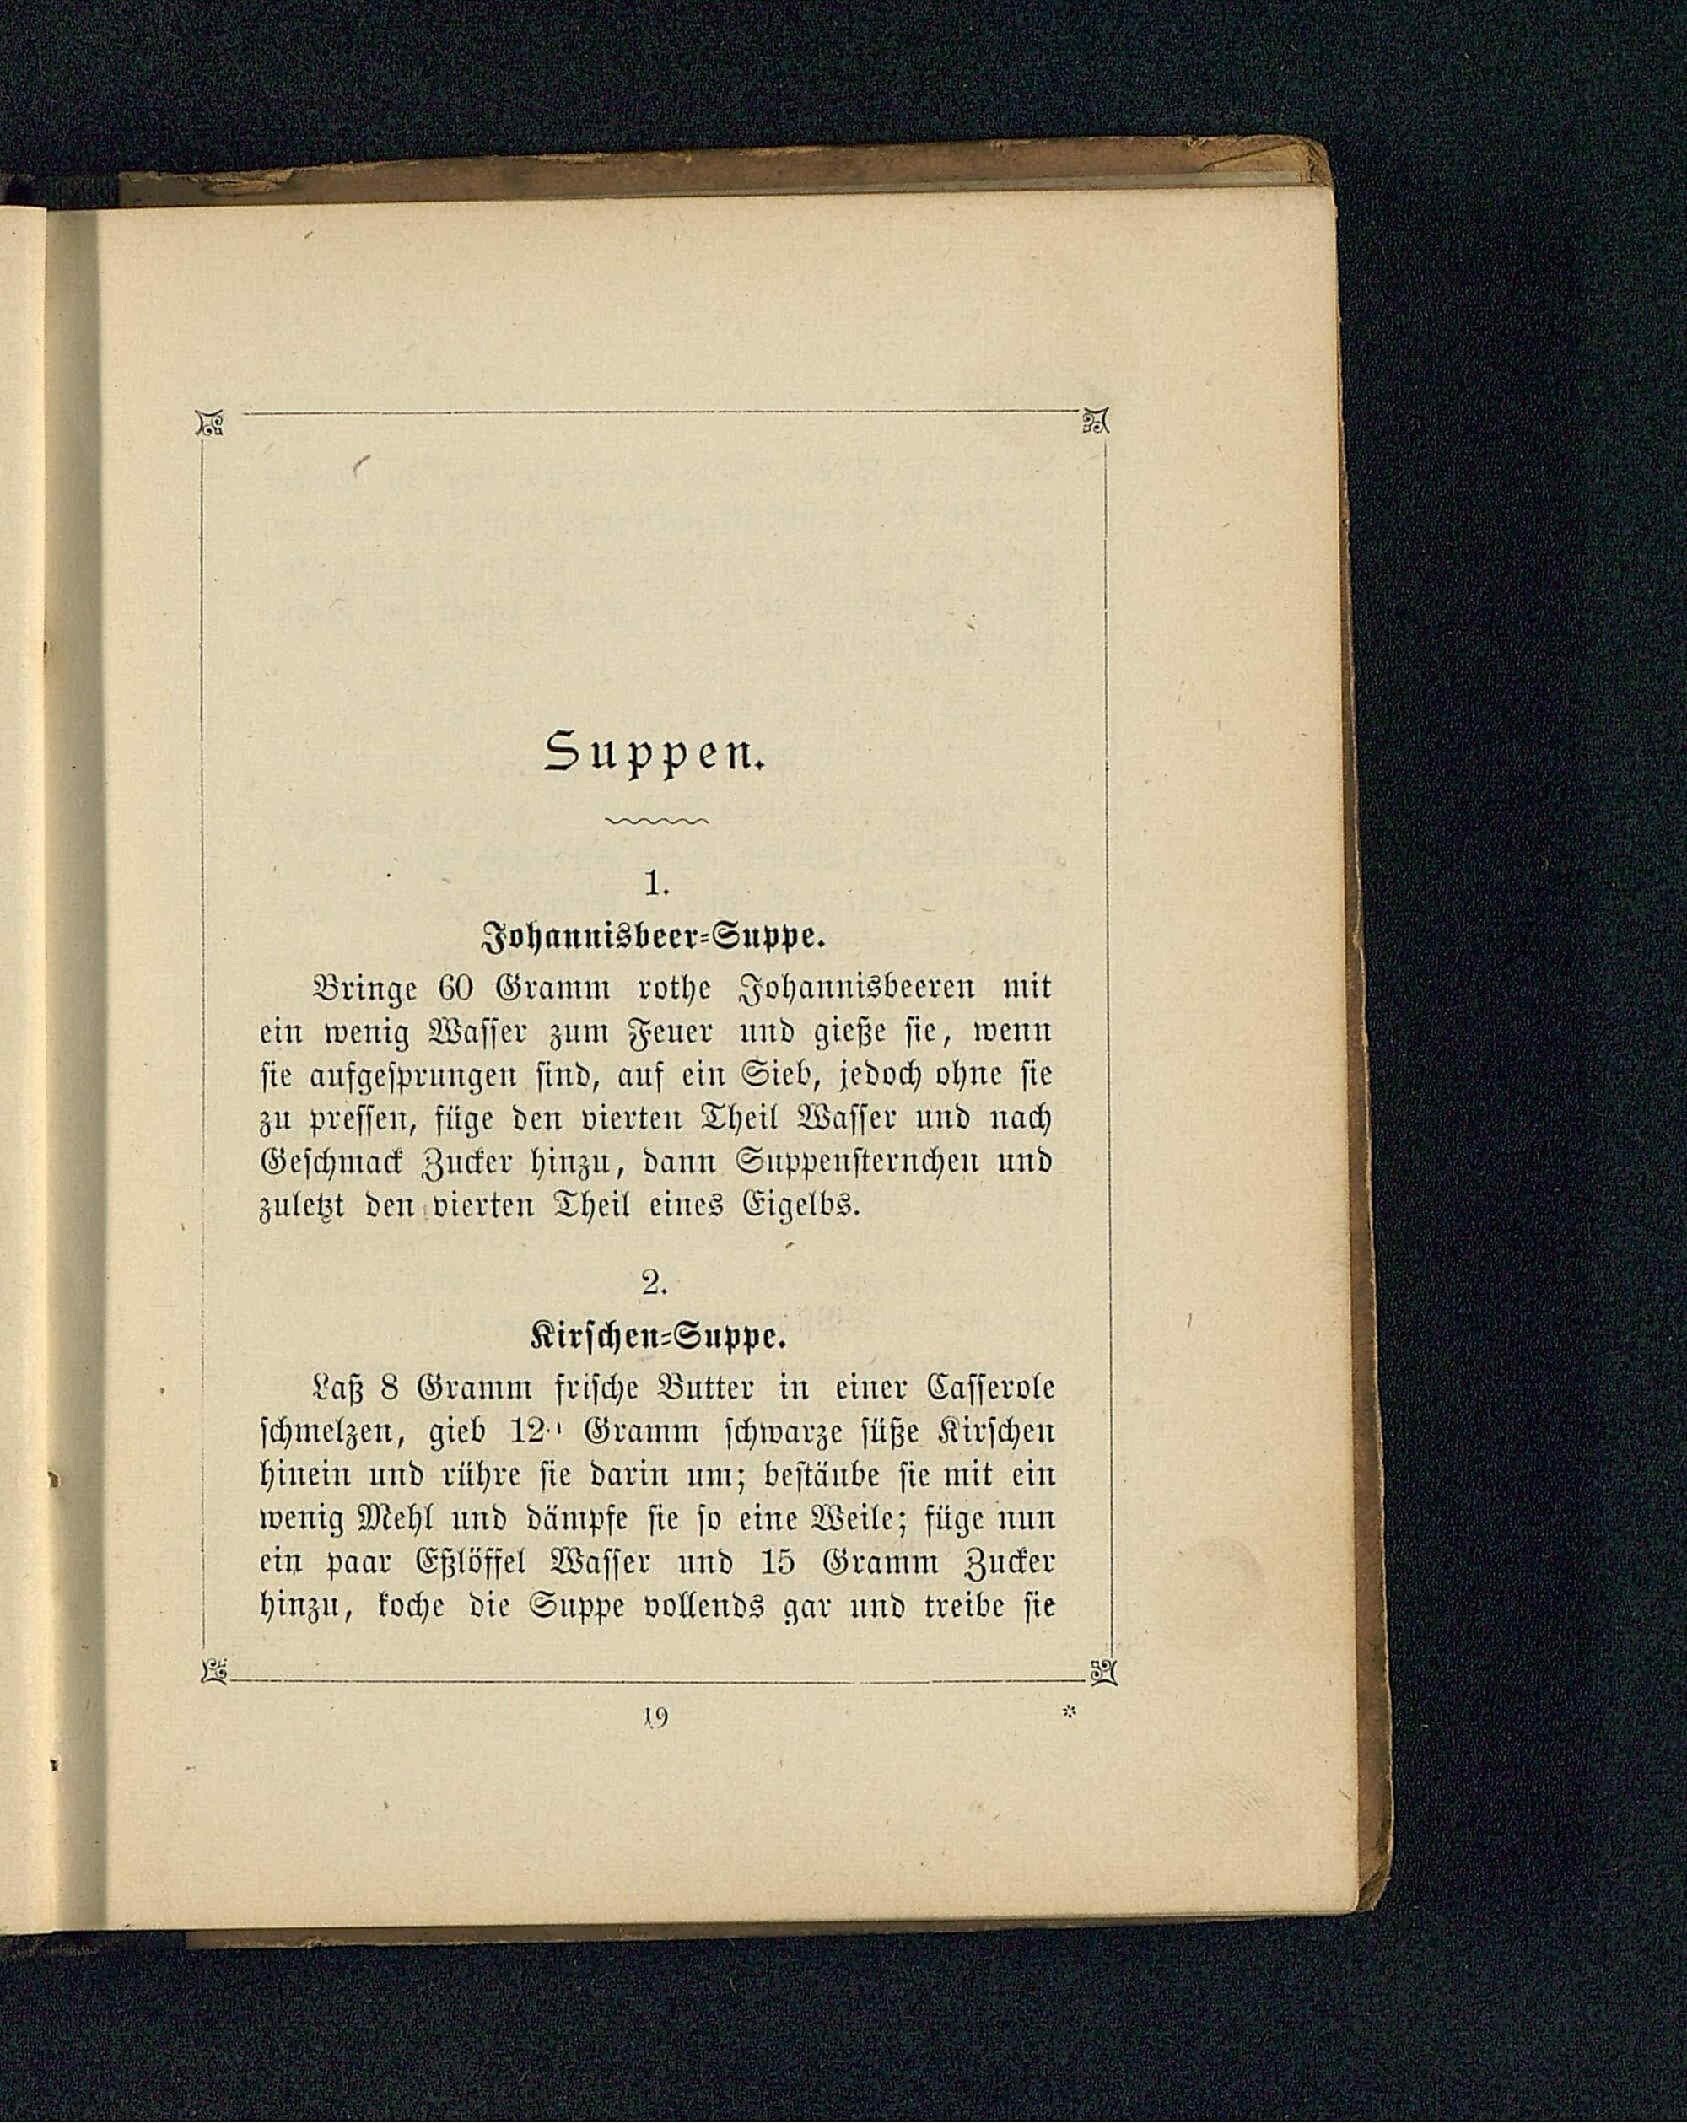 Suppen.
1.
Johannisbeer-Suppe.
Bringe 60 Gramm rothe Johannisbeeren mit
ein wenig Wasser zum Feuer und gieße sie, wenn
sie aufgesprungen sind, auf ein Sieb, jedoch ohne sie
zu pressen, füge den vierten Theil Wasser und nach
Geschmack Zucker hinzu, dann Suppensternchen und
zuletzt den vierten Theil eines Eigelbs.
2.
Kirschen-Suppe.
Laß 8 Gramm frische Butter in einer Casserole
schmelzen, gieb Gramm schwarze süße Kirschen
hinein und rühre sie darin um; bestäube sie mit ein
wenig Mehl und dämpfe sie so eine Weile; füge nun
ein paar Eßlöffel Wasser und 15 Gramm Zucker
hinzu, koche die Suppe vollends gar und treibe sie
19 *